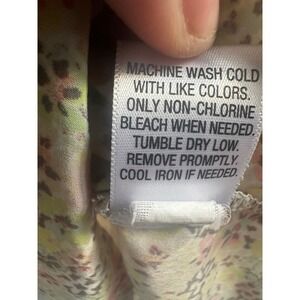 MACHINE WASH COLD
WITH LIKE COLORS.
ONLY NON-CHLORINE
BLEACH WHEN NEEDED.
TUMBLE DRY LOW.
REMOVE PROMPTLY.
COOL IRON IF NEEDED.